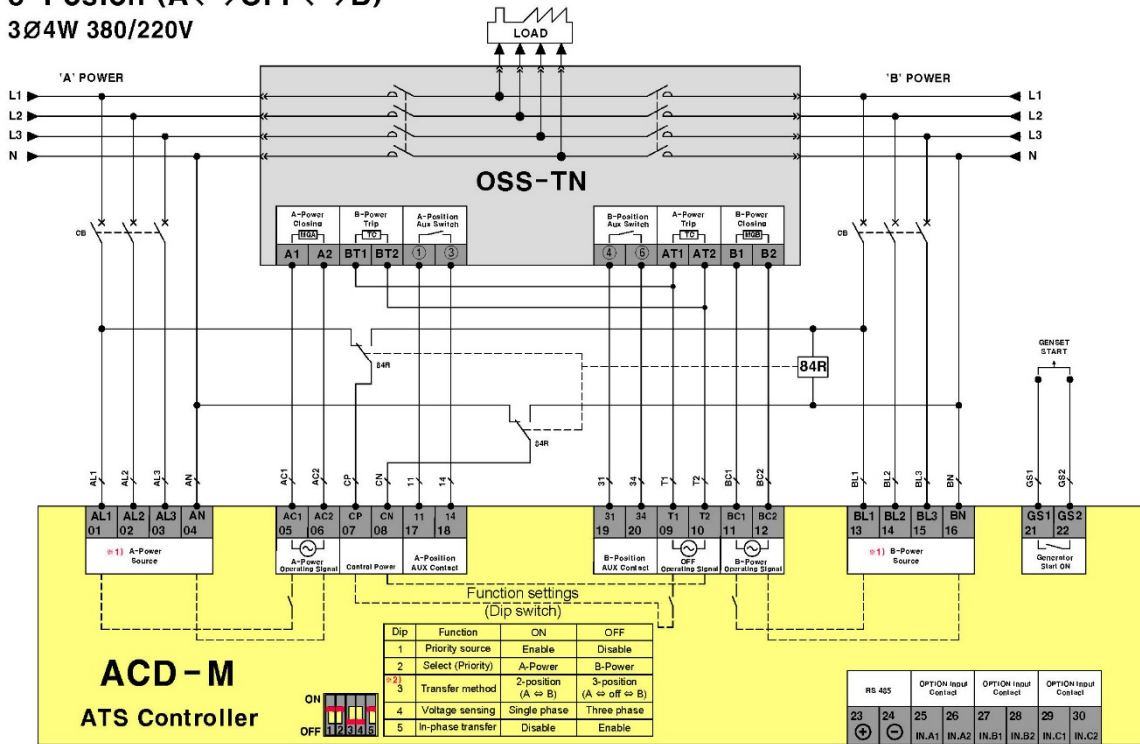 3Ø4W 380/220V
LOAD
'A' POWER
'B' POWER
L1 L1
L2 L2
L3 L3
N N
OSS-TN
A-Power Closing B-Power Trip A-Position Aux Switch B-Position Aux Switch A-Power Trip B-Power Closing
MGA TC TC MGB
A1 A2 BT1 BT2 ① ③ ④ ⑥ AT1 AT2 B1 B2
CB CB
84R
84R
84R
GENSET START
AL1 AL2 AL3 AN AC1 AC2 CP CN 11 14 31 34 T1 T2 BC1 BC2 BL1 BL2 BL3 BN GS1 GS2
AL1 AL2 AL3 AN AC1 AC2 CP CN 11 14 31 34 T1 T2 BC1 BC2 BL1 BL2 BL3 BN GS1 GS2
01 02 03 04 05 06 07 08 17 18 19 20 09 10 11 12 13 14 15 16 21 22
※1) A-Power Source
A-Power Operating Signal
Control Power
A-Position AUX Contact
B-Position AUX Contact
OFF Operating Signal
B-Power Operating Signal
※1) B-Power Source
Generator Start ON
Function settings
(Dip switch)
Dip Function ON OFF
1 Priority source Enable Disable
2 Select (Priority) A-Power B-Power
※2) 3 Transfer method 2-position (A ⇔ B) 3-position (A ⇔ off ⇔ B)
4 Voltage sensing Single phase Three phase
5 In-phase transfer Disable Enable
ACD-M
ATS Controller
ON
OFF
1 2 3 4 5
RS 485 OPTION Input Contact OPTION Input Contact OPTION Input Contact
23 24 25 26 27 28 29 30
⊕ ⊖ IN.A1 IN.A2 IN.B1 IN.B2 IN.C1 IN.C2